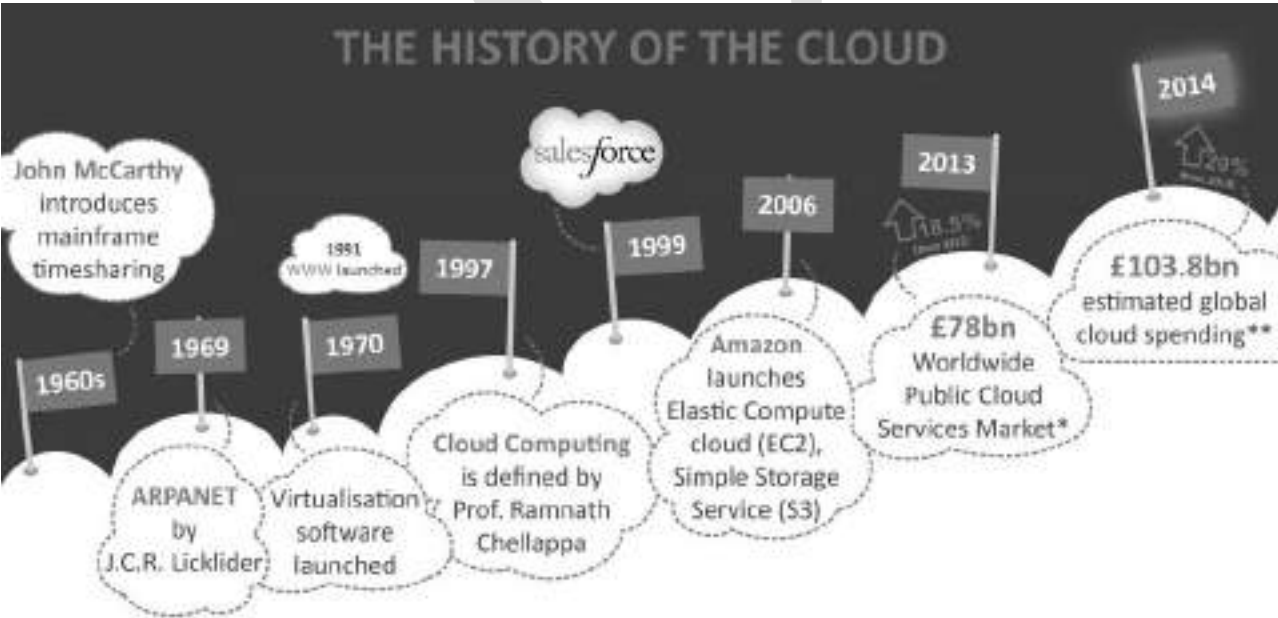 THE HISTORY OF THE CLOUD
John McCarthy
introduces
mainframe
timesharing
1960s
1969
ARPANET
by
J.C.R. Licklider
1970
Virtualisation
software
launched
1991
WWW launched
1997
Cloud Computing
is defined by
Prof. Ramnath
Chellappa
salesforce
1999
2006
Amazon
launches
Elastic Compute
cloud (EC2),
Simple Storage
Service (S3)
2013
18.5%
£78bn
Worldwide
Public Cloud
Services Market*
2014
20%
£103.8bn
estimated global
cloud spending**